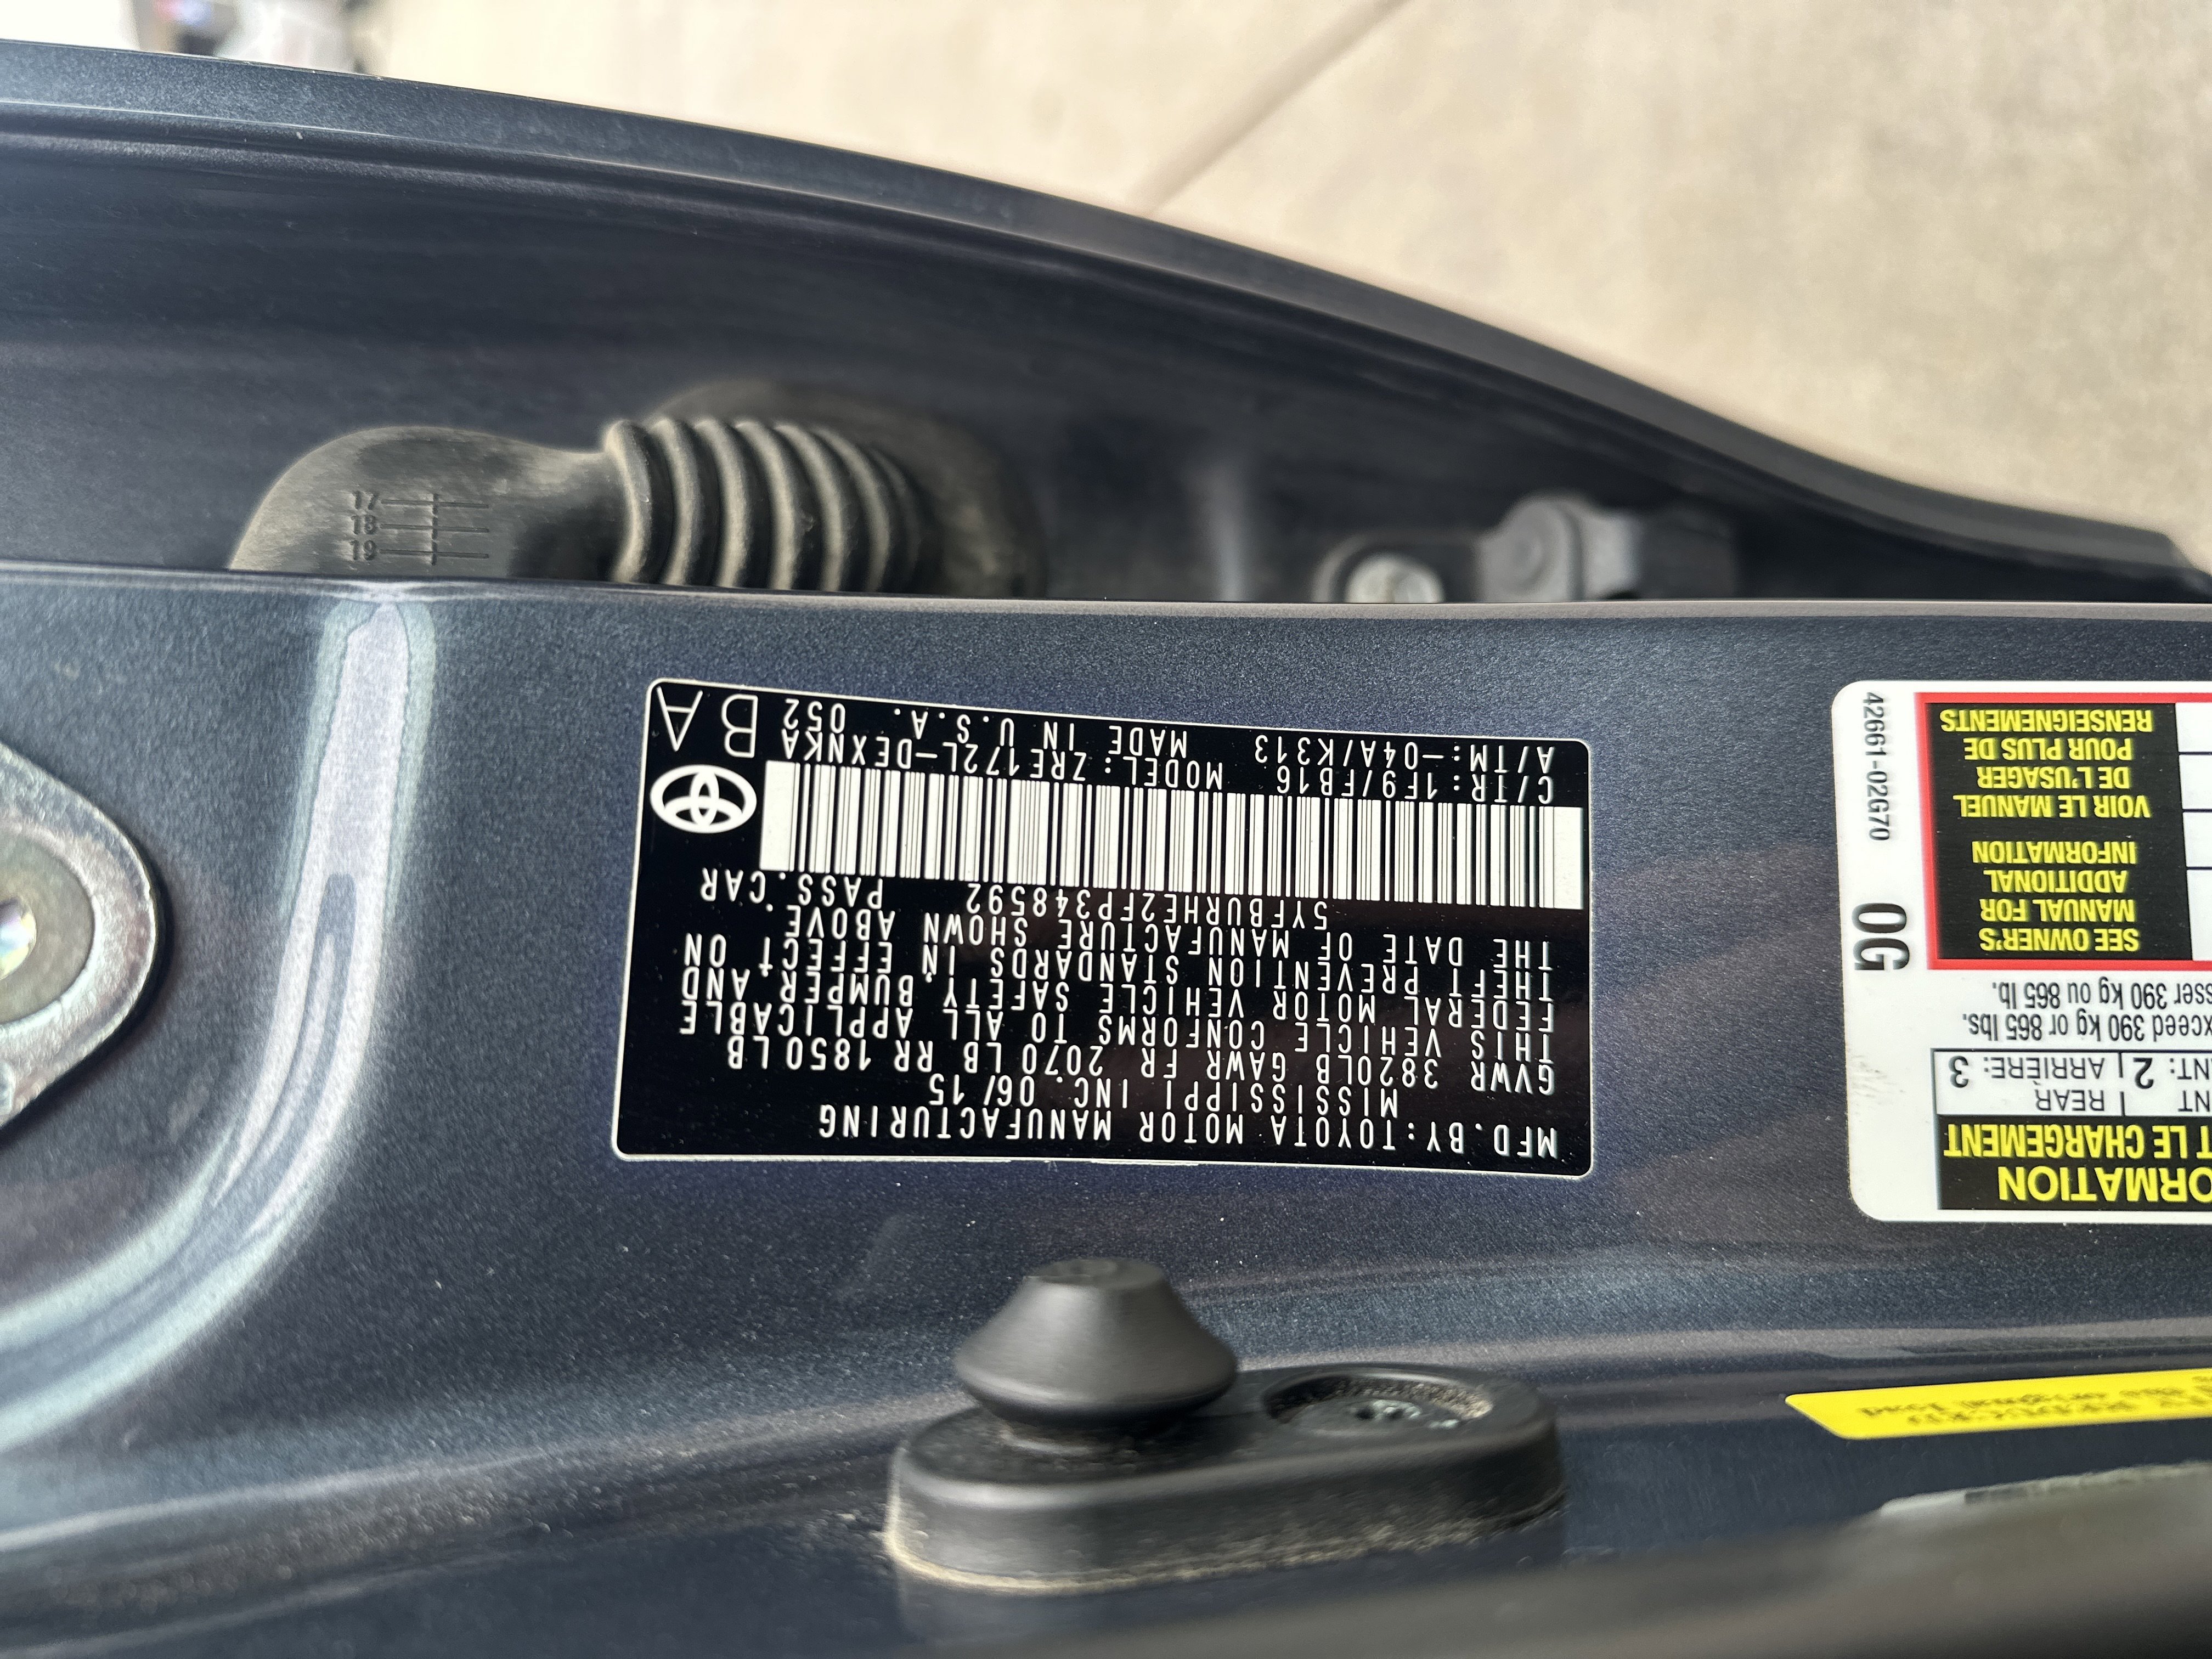 MFD.BY:TOYOTA MOTOR MANUFACTURING
MISSISSIPPI INC. 06/15
GVWR 3820LB GAWR FR 2070 LB RR 1850LB
THIS VEHICLE CONFORMS TO ALL APPLICABLE
FEDERAL MOTOR VEHICLE SAFETY, BUMPER, AND
THEFT PREVENTION STANDARDS IN EFFECT ON
THE DATE OF MANUFACTURE SHOWN ABOVE.
5YFBURHE2FP348592 PASS.CAR
C/TR:1F9/FB16 MODEL:ZRE172L-DEXNKA
A/TM:-04A/K313 MADE IN U.S.A. 052
BA
ORMATION
T LE CHARGEMENT
NT REAR
NT: 2 ARRIÈRE: 3
xceed 390 kg or 865 lbs.
sser 390 kg ou 865 lb.
SEE OWNER'S
MANUAL FOR
ADDITIONAL
INFORMATION
VOIR LE MANUEL
DE L'USAGER
POUR PLUS DE
RENSEIGNEMENTS
42661-02G70 0G
17
18
19